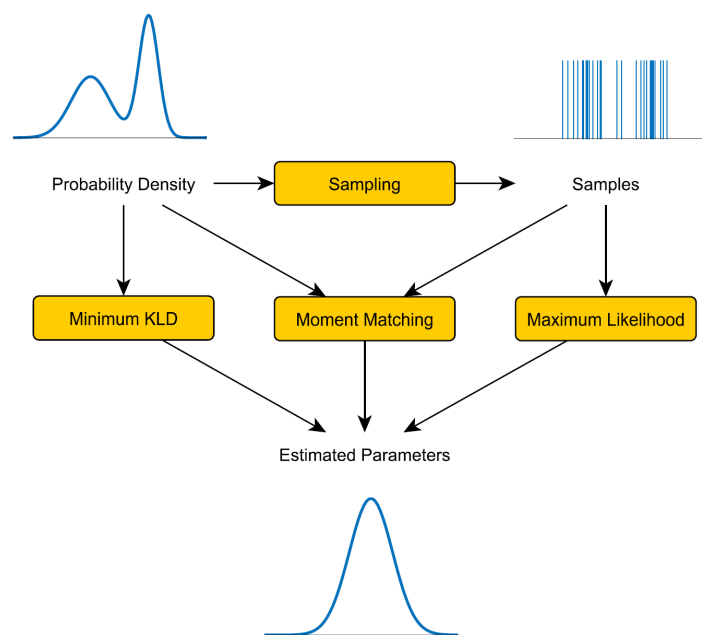 Probability Density
Sampling
Samples
Minimum KLD
Moment Matching
Maximum Likelihood
Estimated Parameters